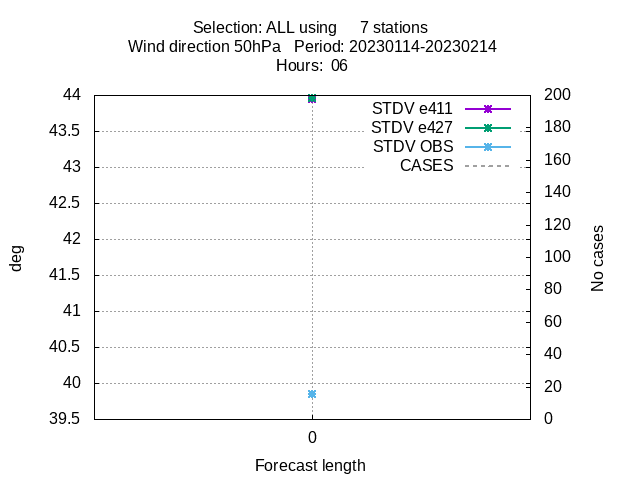 Selection: ALL using 7 stations
Wind direction 50hPa Period: 20230114-20230214
Hours: 06
44
43.5
43
42.5
42
41.5
41
40.5
40
39.5
200
180
160
140
120
100
80
60
40
20
0
STDV e411
STDV e427
STDV OBS
CASES
deg
No cases
0
Forecast length